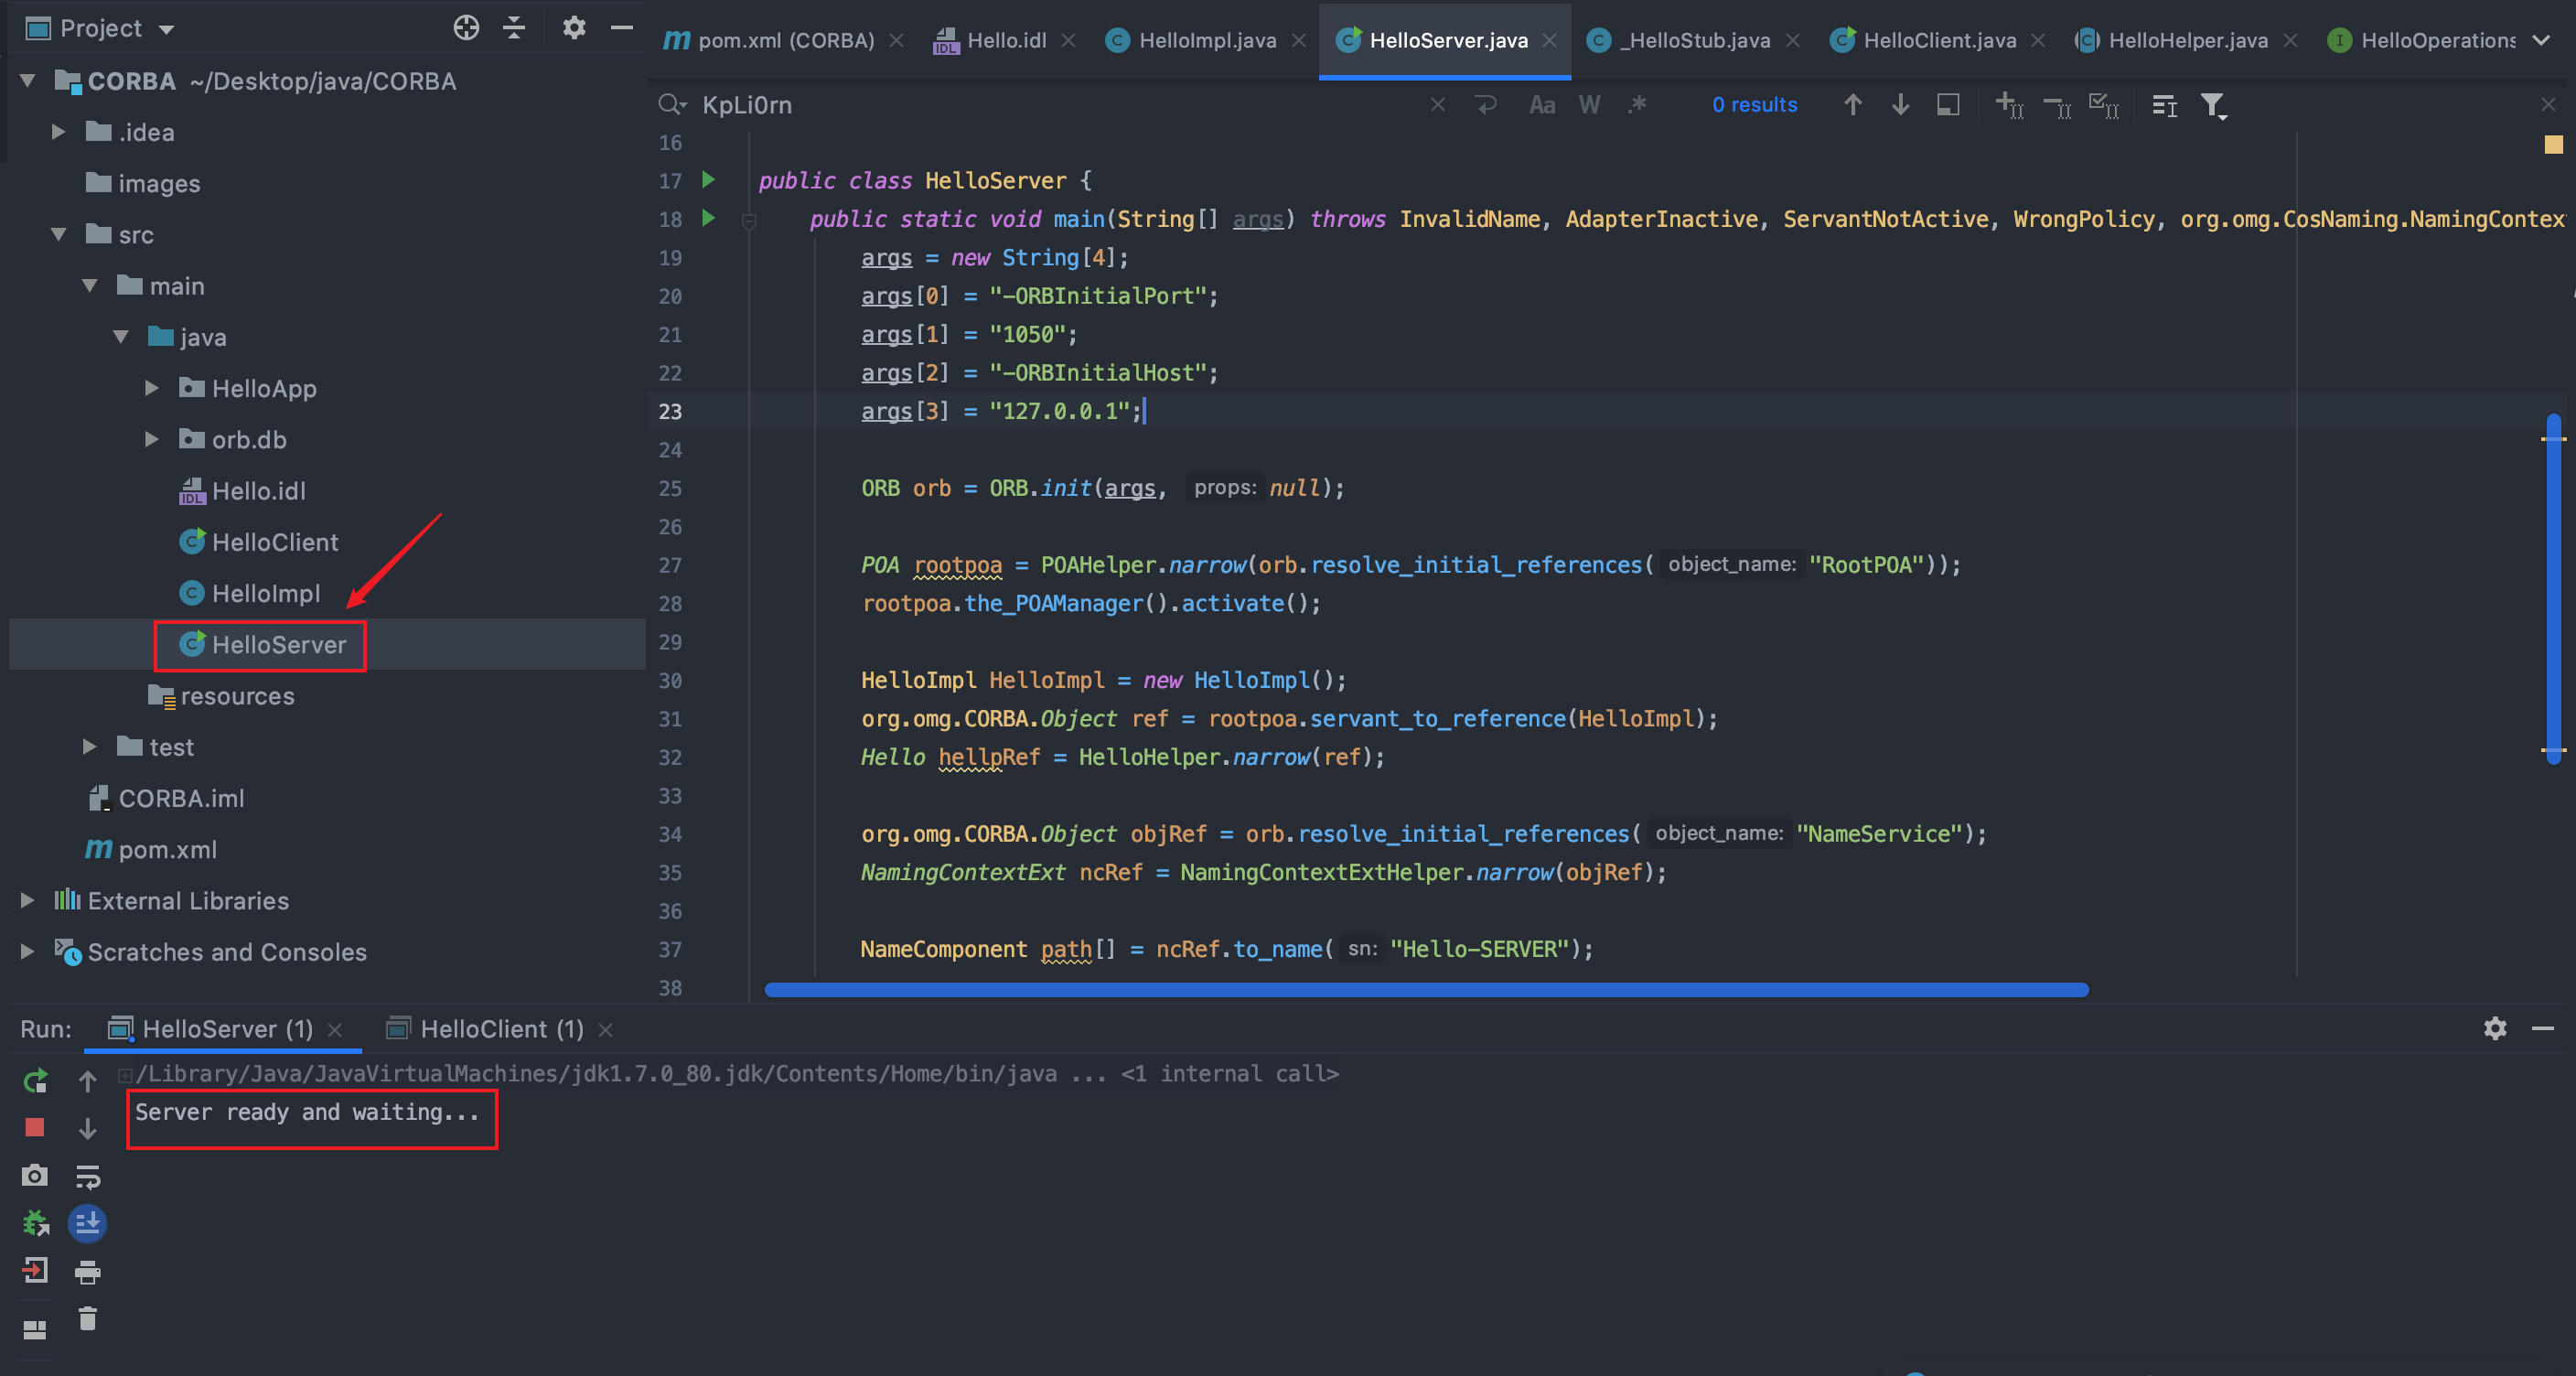 Project
CORBA ~/Desktop/java/CORBA
.idea
images
src
main
java
HelloApp
orb.db
Hello.idl
HelloClient
HelloImpl
HelloServer
resources
test
CORBA.iml
pom.xml
External Libraries
Scratches and Consoles
pom.xml (CORBA) Hello.idl HelloImpl.java HelloServer.java _HelloStub.java HelloClient.java HelloHelper.java HelloOperations
KpLi0rn Aa W .* 0 results
16
17 public class HelloServer {
18 public static void main(String[] args) throws InvalidName, AdapterInactive, ServantNotActive, WrongPolicy, org.omg.CosNaming.NamingContex
19 args = new String[4];
20 args[0] = "-ORBInitialPort";
21 args[1] = "1050";
22 args[2] = "-ORBInitialHost";
23 args[3] = "127.0.0.1";
24
25 ORB orb = ORB.init(args, props: null);
26
27 POA rootpoa = POAHelper.narrow(orb.resolve_initial_references( object_name: "RootPOA"));
28 rootpoa.the_POAManager().activate();
29
30 HelloImpl HelloImpl = new HelloImpl();
31 org.omg.CORBA.Object ref = rootpoa.servant_to_reference(HelloImpl);
32 Hello hellpRef = HelloHelper.narrow(ref);
33
34 org.omg.CORBA.Object objRef = orb.resolve_initial_references( object_name: "NameService");
35 NamingContextExt ncRef = NamingContextExtHelper.narrow(objRef);
36
37 NameComponent path[] = ncRef.to_name( sn: "Hello-SERVER");
38
Run: HelloServer (1) HelloClient (1)
/Library/Java/JavaVirtualMachines/jdk1.7.0_80.jdk/Contents/Home/bin/java ... <1 internal call>
Server ready and waiting...